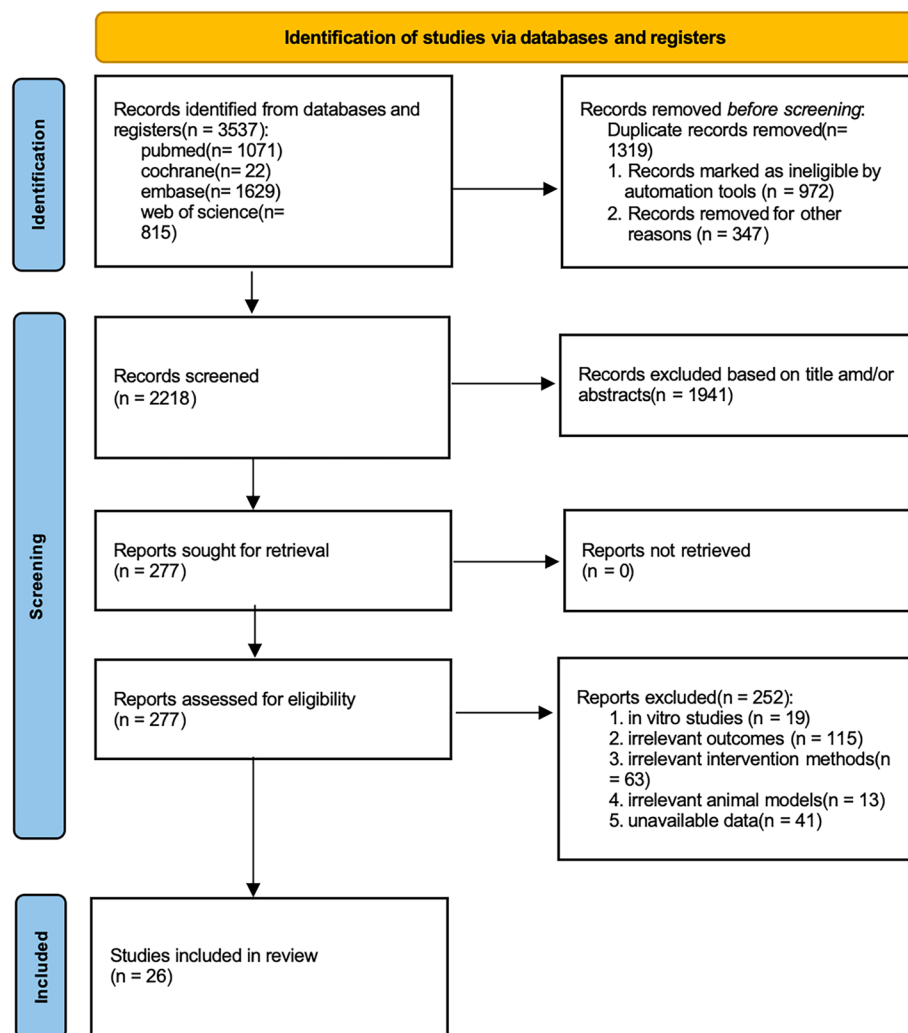 Identification of studies via databases and registers
Identification
Records identified from databases and
registers(n = 3537):
pubmed(n= 1071)
cochrane(n= 22)
embase(n= 1629)
web of science(n=
815)
Records removed before screening:
Duplicate records removed(n=
1319)
1. Records marked as ineligible by
automation tools (n = 972)
2. Records removed for other
reasons (n = 347)
Screening
Records screened
(n = 2218)
Records excluded based on title amd/or
abstracts(n = 1941)
Reports sought for retrieval
(n = 277)
Reports not retrieved
(n = 0)
Reports assessed for eligibility
(n = 277)
Reports excluded(n = 252):
1. in vitro studies (n = 19)
2. irrelevant outcomes (n = 115)
3. irrelevant intervention methods(n
= 63)
4. irrelevant animal models(n = 13)
5. unavailable data(n = 41)
Included
Studies included in review
(n = 26)